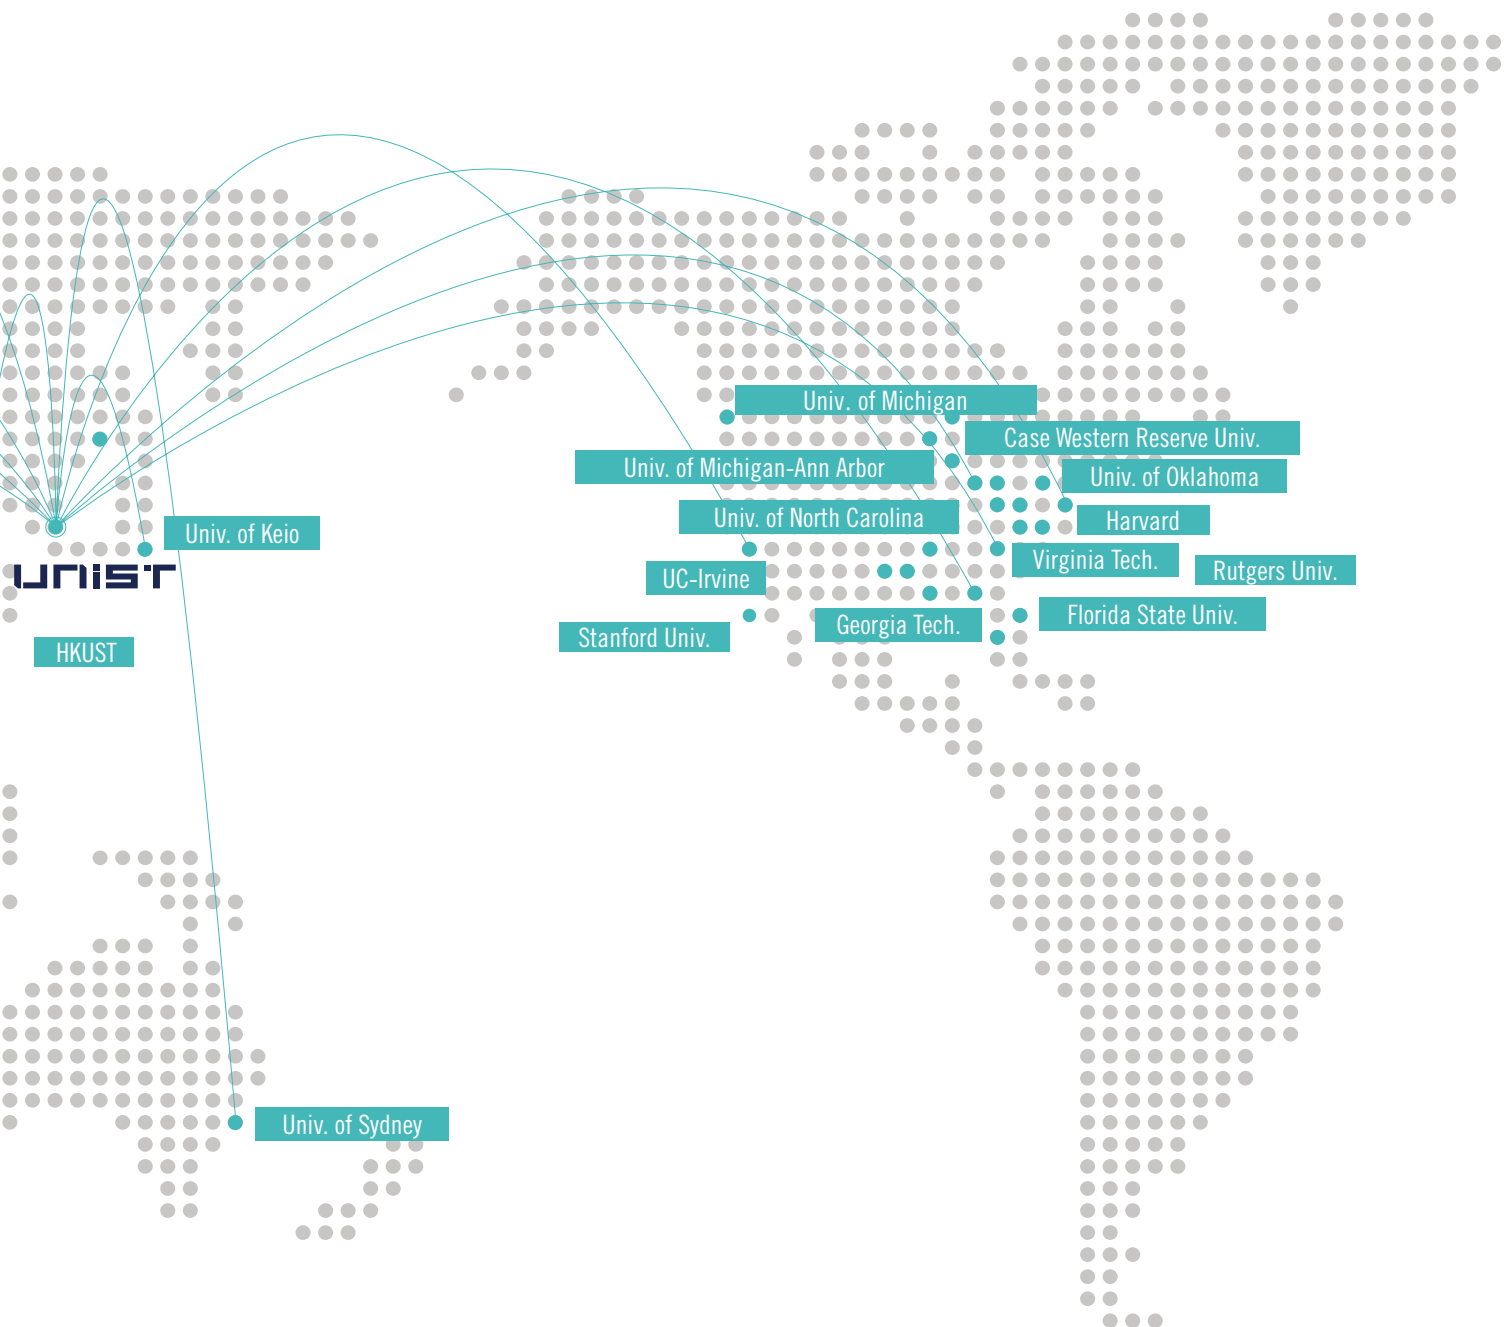 Univ. of Michigan
Case Western Reserve Univ.
Univ. of Michigan-Ann Arbor
Univ. of Oklahoma
Univ. of North Carolina
Harvard
Univ. of Keio
Virginia Tech.
Rutgers Univ.
UNIST
UC-Irvine
Florida State Univ.
Georgia Tech.
Stanford Univ.
HKUST
Univ. of Sydney